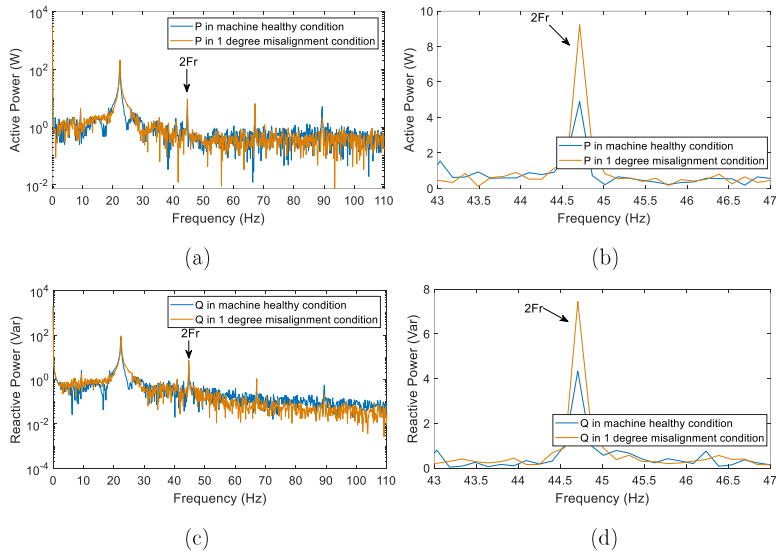 P in machine healthy condition
P in 1 degree misalignment condition
2Fr
Active Power (W)
10^4
10^2
10^0
10^-2
0 10 20 30 40 50 60 70 80 90 100 110
Frequency (Hz)
(a)
2Fr
P in machine healthy condition
P in 1 degree misalignment condition
Active Power (W)
10
8
6
4
2
0
43 43.5 44 44.5 45 45.5 46 46.5 47
Frequency (Hz)
(b)
Q in machine healthy condition
Q in 1 degree misalignment condition
2Fr
Reactive Power (Var)
10^4
10^2
10^0
10^-2
10^-4
0 10 20 30 40 50 60 70 80 90 100 110
Frequency (Hz)
(c)
2Fr
Q in machine healthy condition
Q in 1 degree misalignment condition
Reactive Power (Var)
8
6
4
2
0
43 43.5 44 44.5 45 45.5 46 46.5 47
Frequency (Hz)
(d)